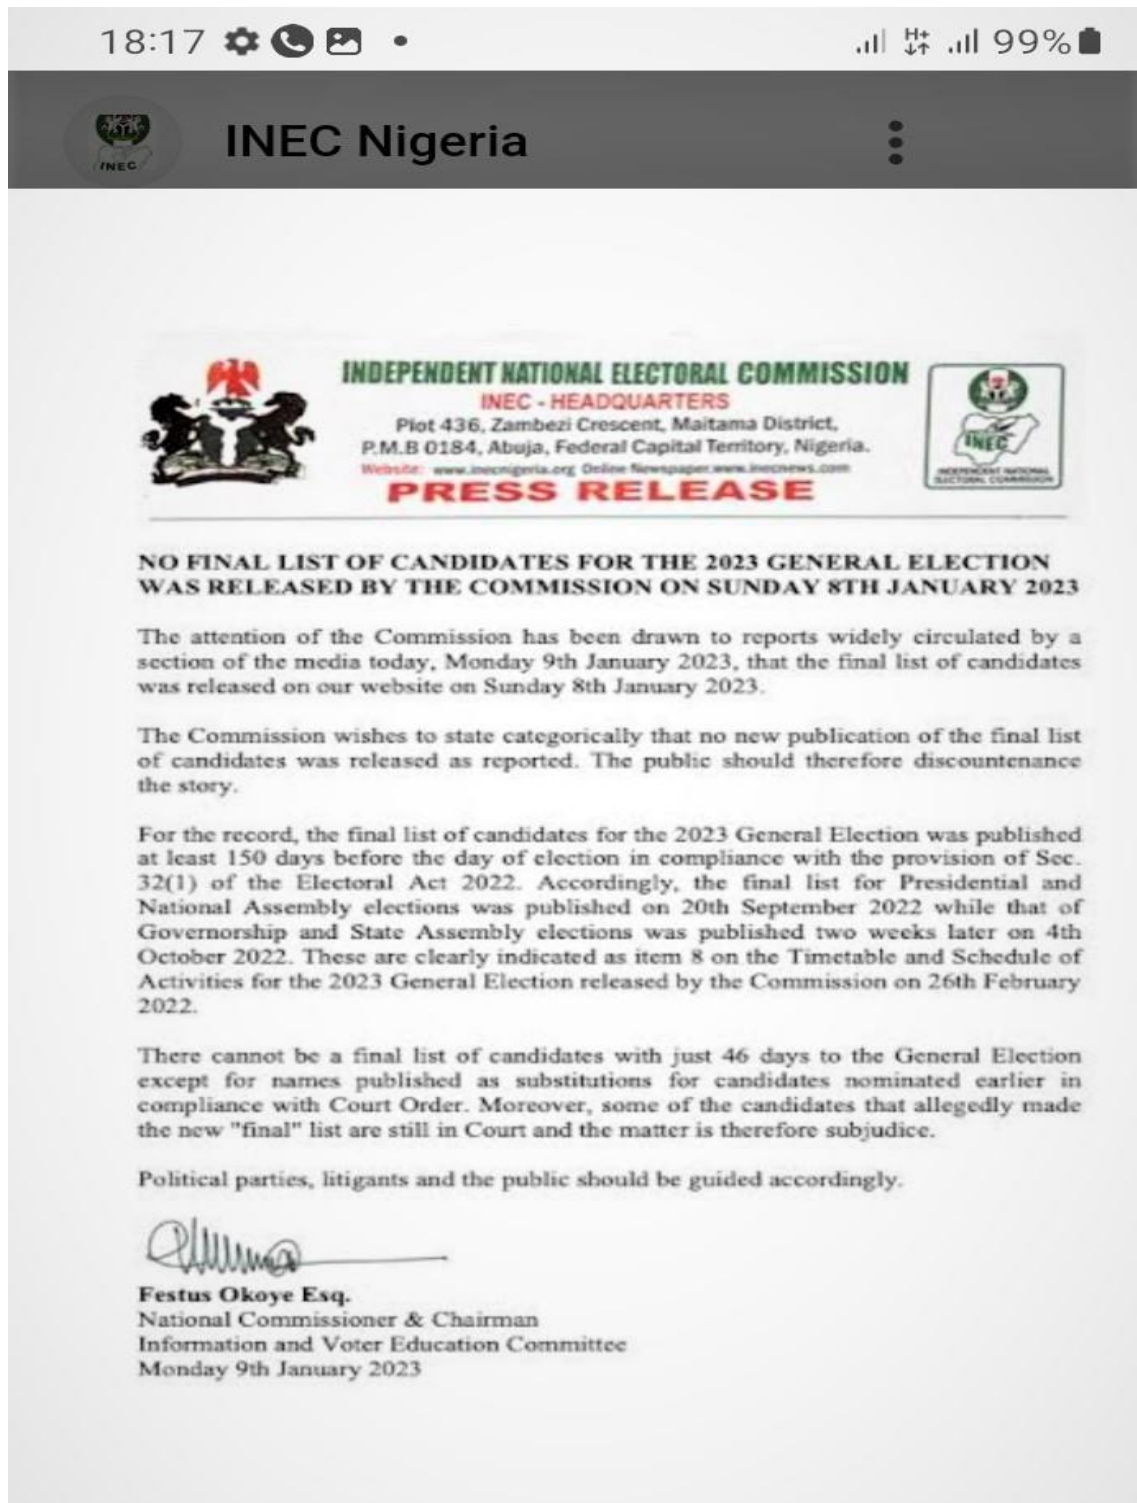 18:17 H+ 99%
INEC Nigeria
INEC
INDEPENDENT NATIONAL ELECTORAL COMMISSION
INEC - HEADQUARTERS
Plot 436, Zambezi Crescent, Maitama District,
P.M.B 0184, Abuja, Federal Capital Territory, Nigeria.
Website: www.inecnigeria.org Online Newspaper:www.inecnews.com
PRESS RELEASE
INEC
INDEPENDENT NATIONAL
ELECTORAL COMMISSION
NO FINAL LIST OF CANDIDATES FOR THE 2023 GENERAL ELECTION
WAS RELEASED BY THE COMMISSION ON SUNDAY 8TH JANUARY 2023
The attention of the Commission has been drawn to reports widely circulated by a
section of the media today, Monday 9th January 2023, that the final list of candidates
was released on our website on Sunday 8th January 2023.
The Commission wishes to state categorically that no new publication of the final list
of candidates was released as reported. The public should therefore discountenance
the story.
For the record, the final list of candidates for the 2023 General Election was published
at least 150 days before the day of election in compliance with the provision of Sec.
32(1) of the Electoral Act 2022. Accordingly, the final list for Presidential and
National Assembly elections was published on 20th September 2022 while that of
Governorship and State Assembly elections was published two weeks later on 4th
October 2022. These are clearly indicated as item 8 on the Timetable and Schedule of
Activities for the 2023 General Election released by the Commission on 26th February
2022.
There cannot be a final list of candidates with just 46 days to the General Election
except for names published as substitutions for candidates nominated earlier in
compliance with Court Order. Moreover, some of the candidates that allegedly made
the new "final" list are still in Court and the matter is therefore subjudice.
Political parties, litigants and the public should be guided accordingly.
Festus Okoye Esq.
National Commissioner & Chairman
Information and Voter Education Committee
Monday 9th January 2023